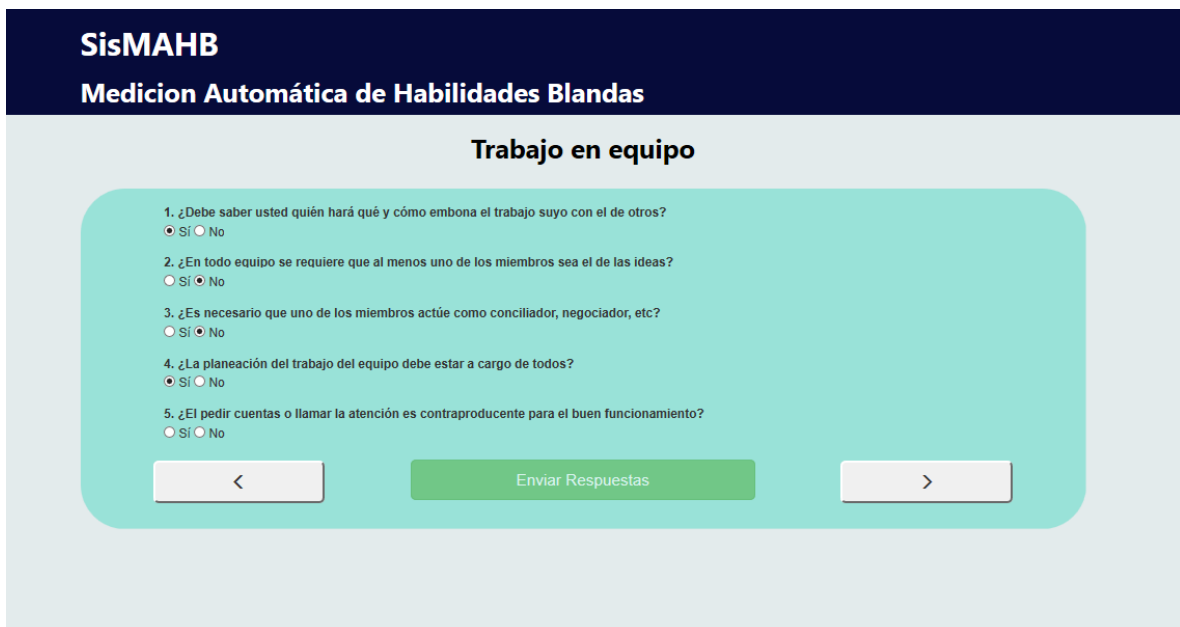 SisMAHB
Medicion Automática de Habilidades Blandas
Trabajo en equipo
1. ¿Debe saber usted quién hará qué y cómo embona el trabajo suyo con el de otros?
Sí No
2. ¿En todo equipo se requiere que al menos uno de los miembros sea el de las ideas?
Sí No
3. ¿Es necesario que uno de los miembros actúe como conciliador, negociador, etc?
Sí No
4. ¿La planeación del trabajo del equipo debe estar a cargo de todos?
Sí No
5. ¿El pedir cuentas o llamar la atención es contraproducente para el buen funcionamiento?
Sí No
< Enviar Respuestas >